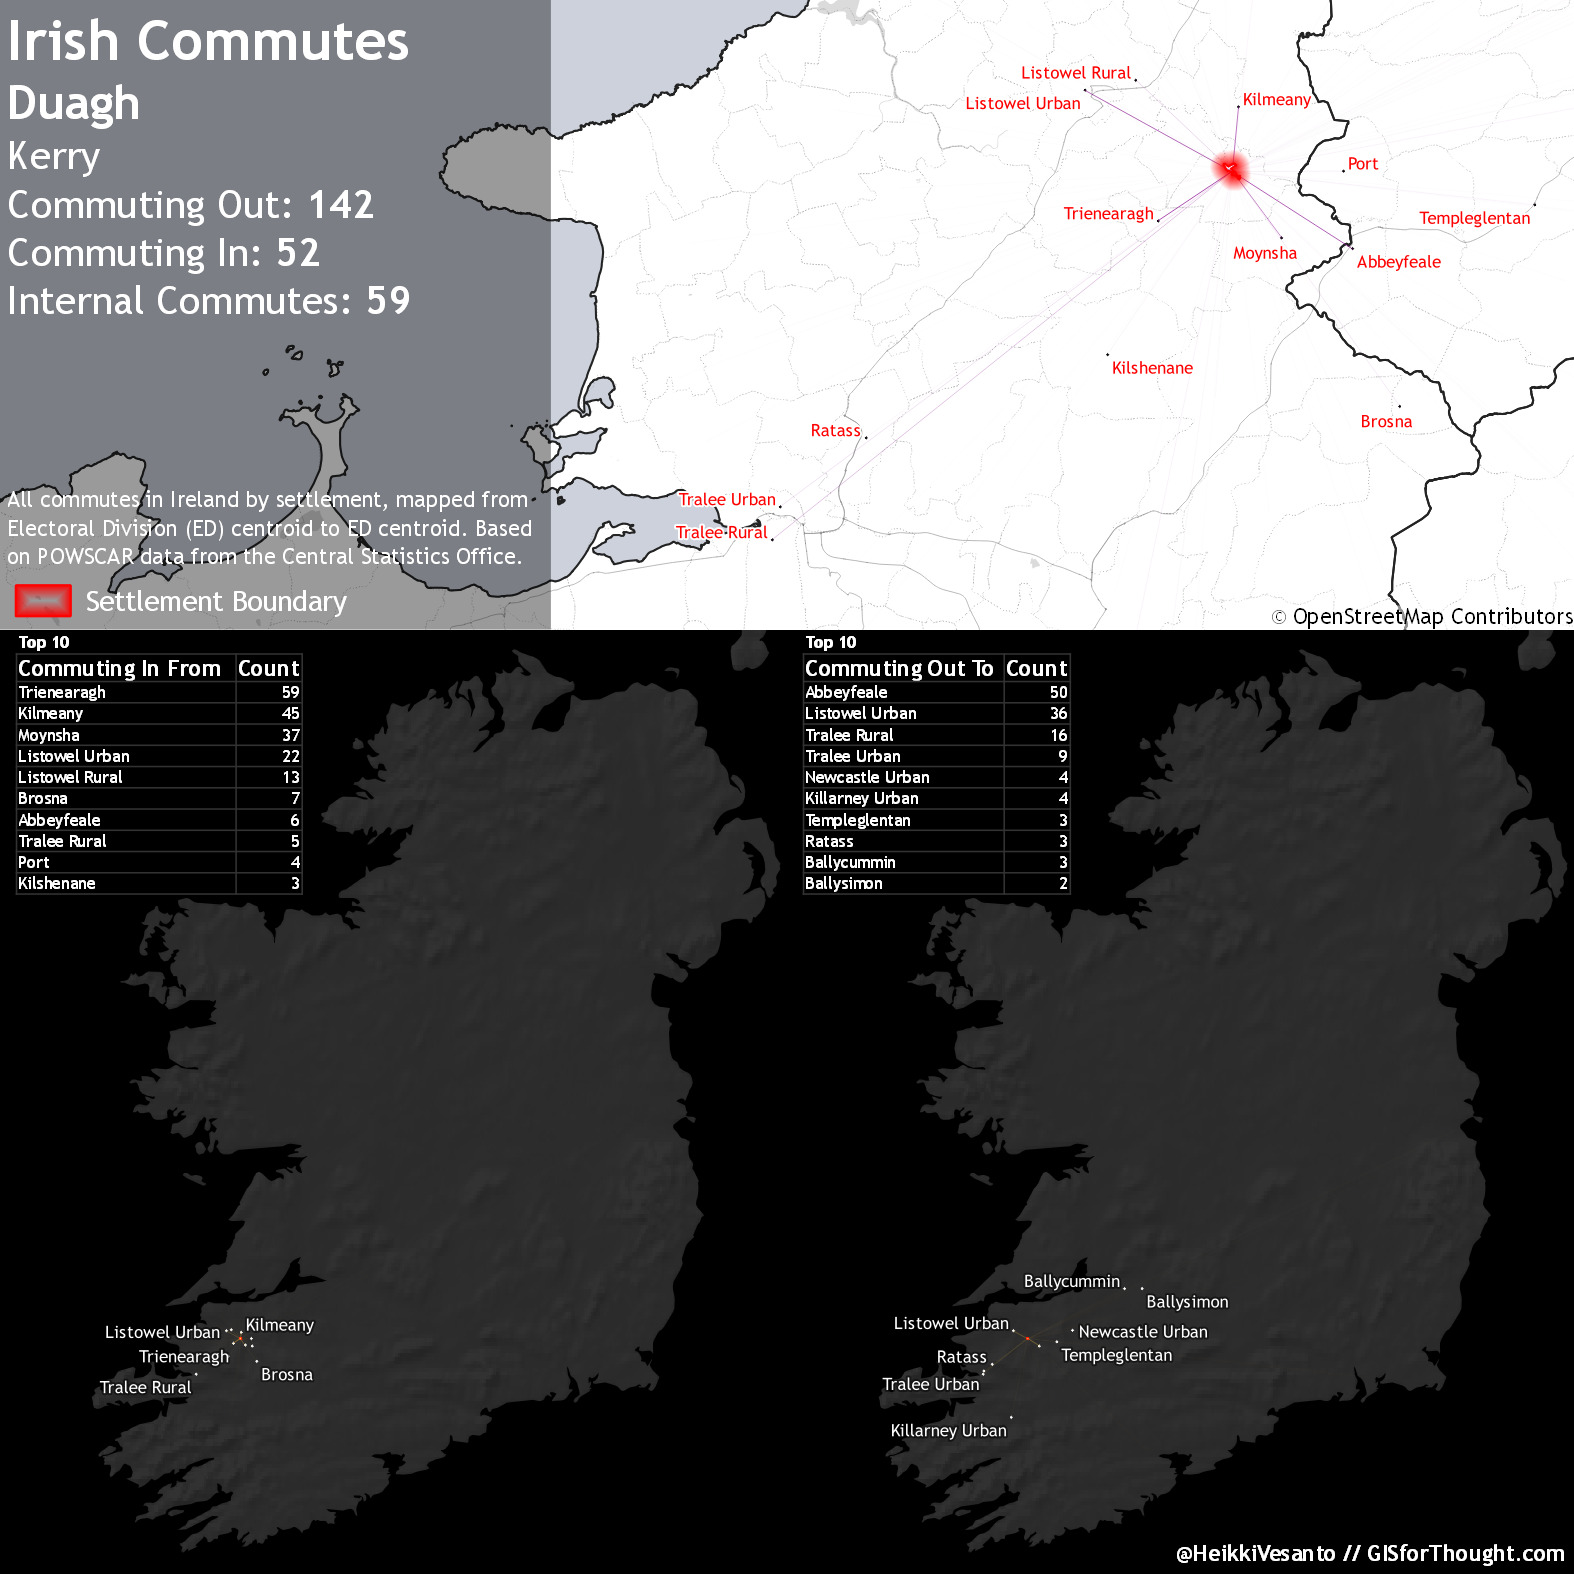 Irish Commutes
Duagh
Kerry
Commuting Out: 142
Commuting In: 52
Internal Commutes: 59
All commutes in Ireland by settlement, mapped from
Electoral Division (ED) centroid to ED centroid. Based
on POWSCAR data from the Central Statistics Office.
Settlement Boundary
Listowel Rural
Listowel Urban
Kilmeany
Port
Trienearagh
Templeglentan
Moynsha
Abbeyfeale
Kilshenane
Brosna
Ratass
Tralee Urban
Tralee Rural
© OpenStreetMap Contributors
Top 10
Commuting In From Count
Trienearagh 59
Kilmeany 45
Moynsha 37
Listowel Urban 22
Listowel Rural 13
Brosna 7
Abbeyfeale 6
Tralee Rural 5
Port 4
Kilshenane 3
Top 10
Commuting Out To Count
Abbeyfeale 50
Listowel Urban 36
Tralee Rural 16
Tralee Urban 9
Newcastle Urban 4
Killarney Urban 4
Templeglentan 3
Ratass 3
Ballycummin 3
Ballysimon 2
Listowel Urban
Kilmeany
Trienearagh
Brosna
Tralee Rural
Ballycummin
Ballysimon
Listowel Urban
Newcastle Urban
Ratass
Templeglentan
Tralee Urban
Killarney Urban
@HeikkiVesanto // GISforThought.com